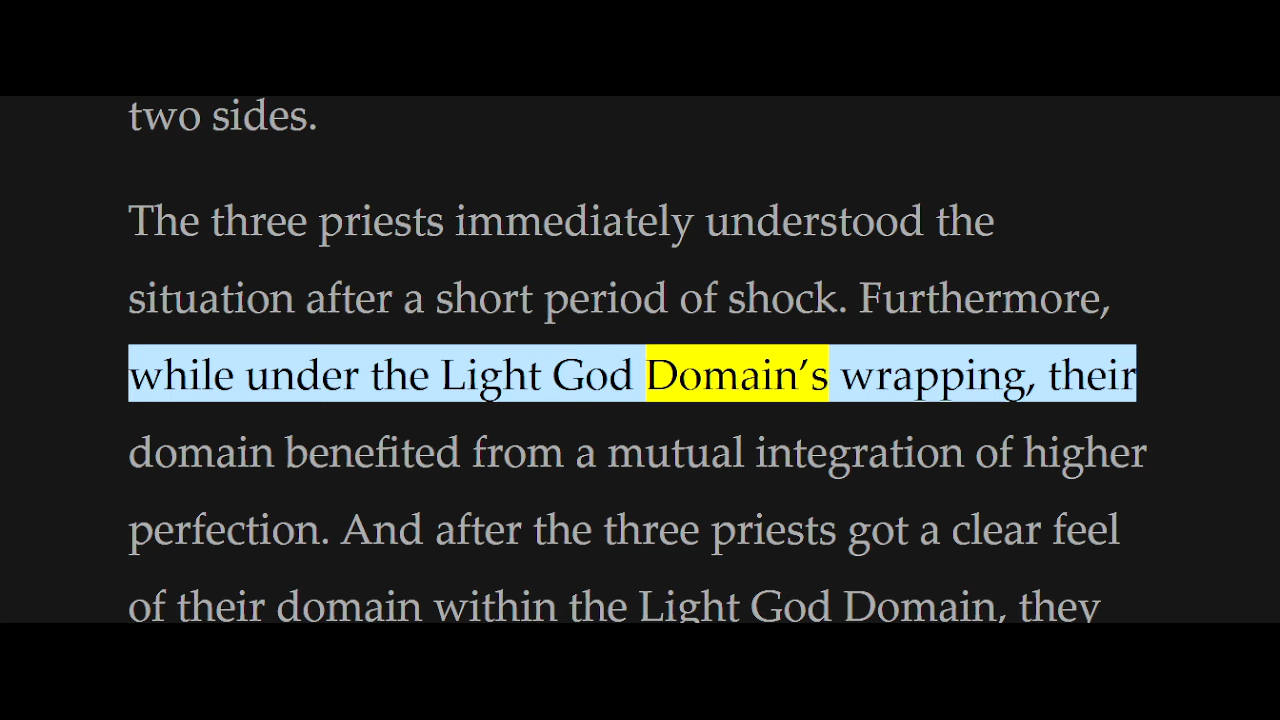 two sides.
The three priests immediately understood the
situation after a short period of shock. Furthermore,
while under the Light God Domain’s wrapping, their
domain benefited from a mutual integration of higher
perfection. And after the three priests got a clear feel
of their domain within the Light God Domain, they